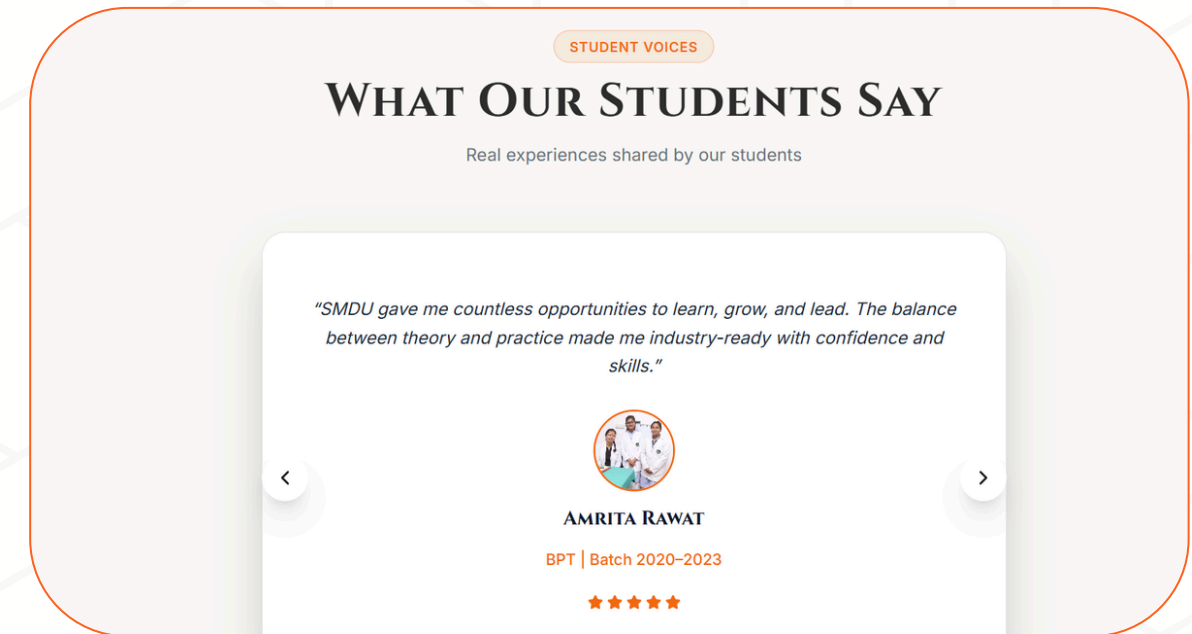 STUDENT VOICES
What Our Students Say
Real experiences shared by our students
“SMDU gave me countless opportunities to learn, grow, and lead. The balance
between theory and practice made me industry-ready with confidence and
skills.”
Amrita Rawat
BPT | Batch 2020–2023